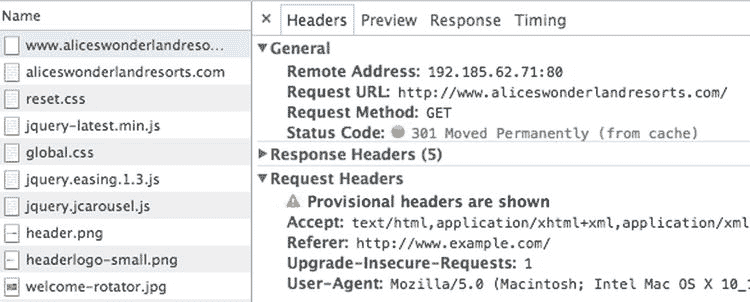 Name
www.aliceswonderlandreso...
aliceswonderlandresorts.com
reset.css
jquery-latest.min.js
global.css
jquery.easing.1.3.js
jquery.jcarousel.js
header.png
headerlogo-small.png
welcome-rotator.jpg
× Headers Preview Response Timing
▼General
Remote Address: 192.185.62.71:80
Request URL: http://www.aliceswonderlandresorts.com/
Request Method: GET
Status Code: 301 Moved Permanently (from cache)
▶Response Headers (5)
▼Request Headers
Provisional headers are shown
Accept: text/html,application/xhtml+xml,application/xml
Referer: http://www.example.com/
Upgrade-Insecure-Requests: 1
User-Agent: Mozilla/5.0 (Macintosh; Intel Mac OS X 10_